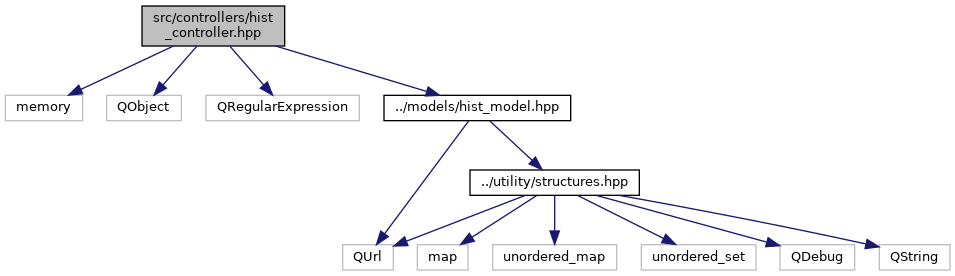 src/controllers/hist
_controller.hpp
memory
QObject
QRegularExpression
../models/hist_model.hpp
../utility/structures.hpp
QUrl
map
unordered_map
unordered_set
QDebug
QString